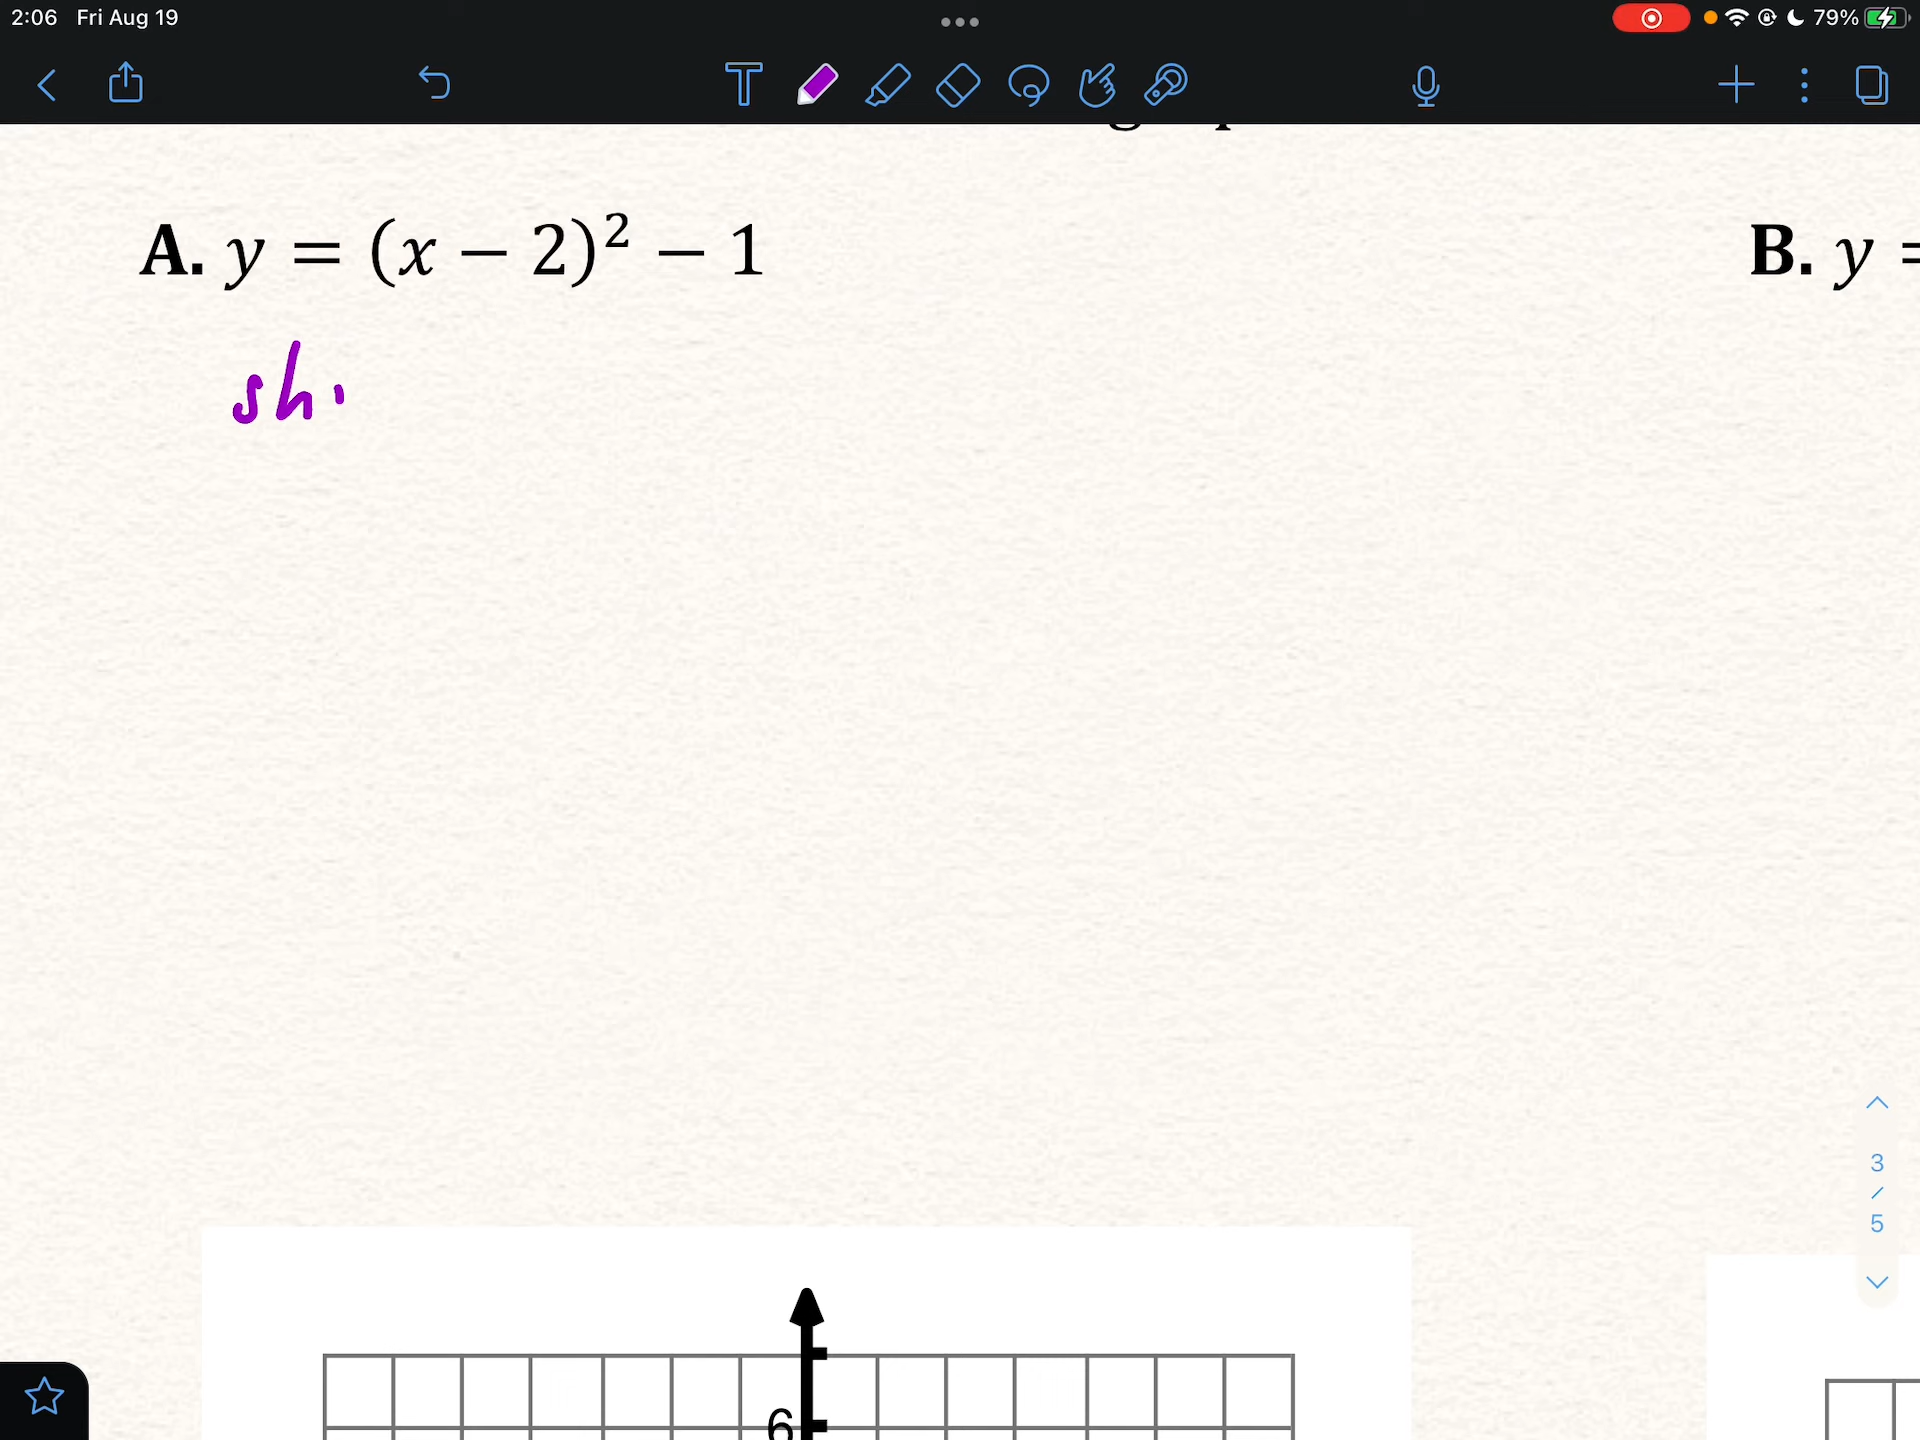 2:06 Fri Aug 19
79%
A. y = (x − 2)² − 1
B. y =
sh
3
/
5
6